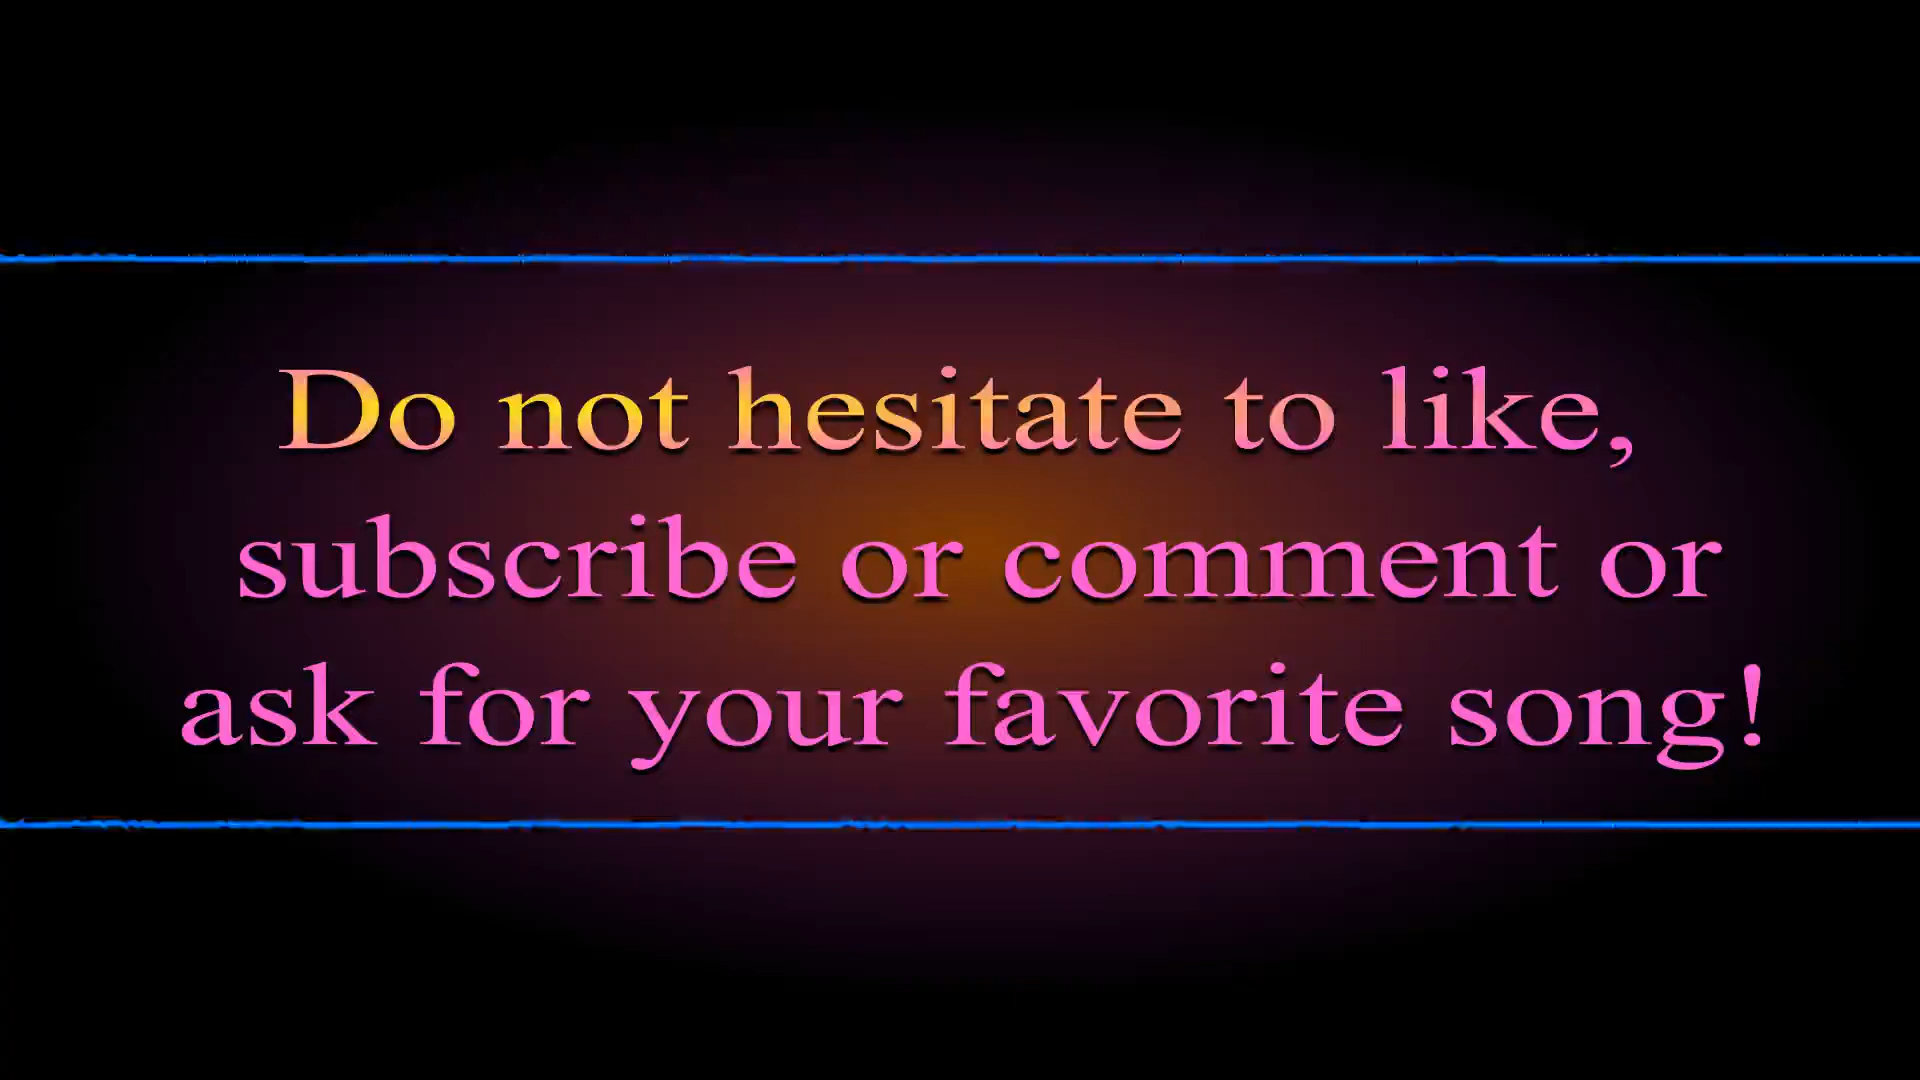 Do not hesitate to like,
subscribe or comment or
ask for your favorite song!